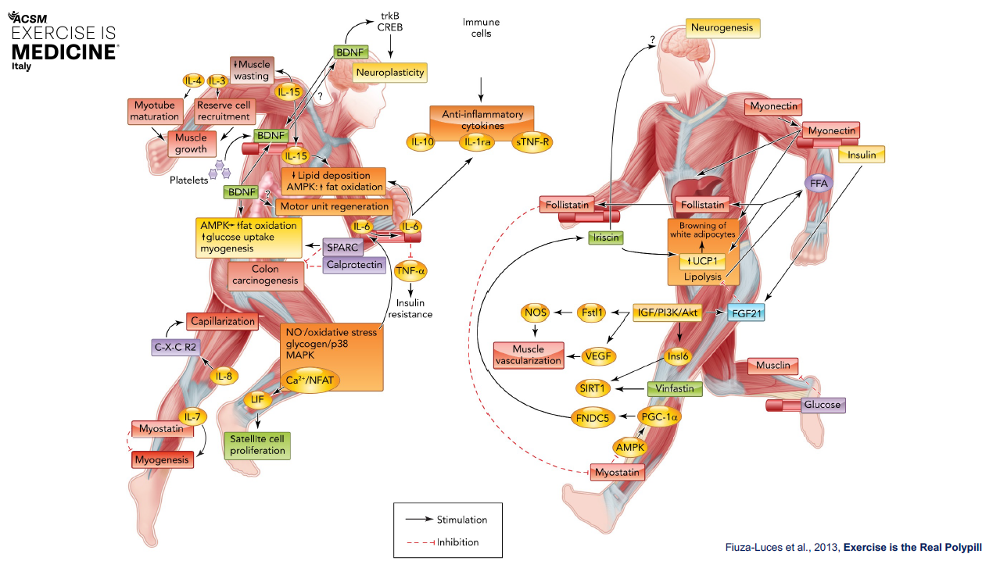 ACSM
EXERCISE IS
MEDICINE®
Italy
trkB
CREB
BDNF
Neuroplasticity
?
Immune
cells
Anti-inflammatory
cytokines
IL-10
IL-1ra
sTNF-R
Muscle
wasting
IL-4
IL-3
IL-15
Myotube
maturation
Reserve cell
recruitment
Muscle
growth
BDNF
IL-15
Platelets
Lipid deposition
AMPK: fat oxidation
BDNF
?
Motor unit regeneration
AMPK fat oxidation
glucose uptake
myogenesis
IL-6
IL-6
SPARC
Calprotectin
Colon
carcinogenesis
TNF-α
Insulin
resistance
Capillarization
C-X-C R2
IL-8
NO·/oxidative stress
glycogen/p38
MAPK
Ca²⁺/NFAT
LIF
IL-7
Myostatin
Myogenesis
Satellite cell
proliferation
Neurogenesis
?
Myonectin
Myonectin
Insulin
FFA
Follistatin
Follistatin
Iriscin
Browning of
white adipocytes
UCP1
Lipolysis
NOS
Fstl1
IGF/PI3K/Akt
FGF21
Muscle
vascularization
VEGF
Insl6
SIRT1
Vinfastin
FNDC5
PGC-1α
AMPK
Myostatin
Musclin
Glucose
Stimulation
Inhibition
Fiuza-Luces et al., 2013, Exercise is the Real Polypill